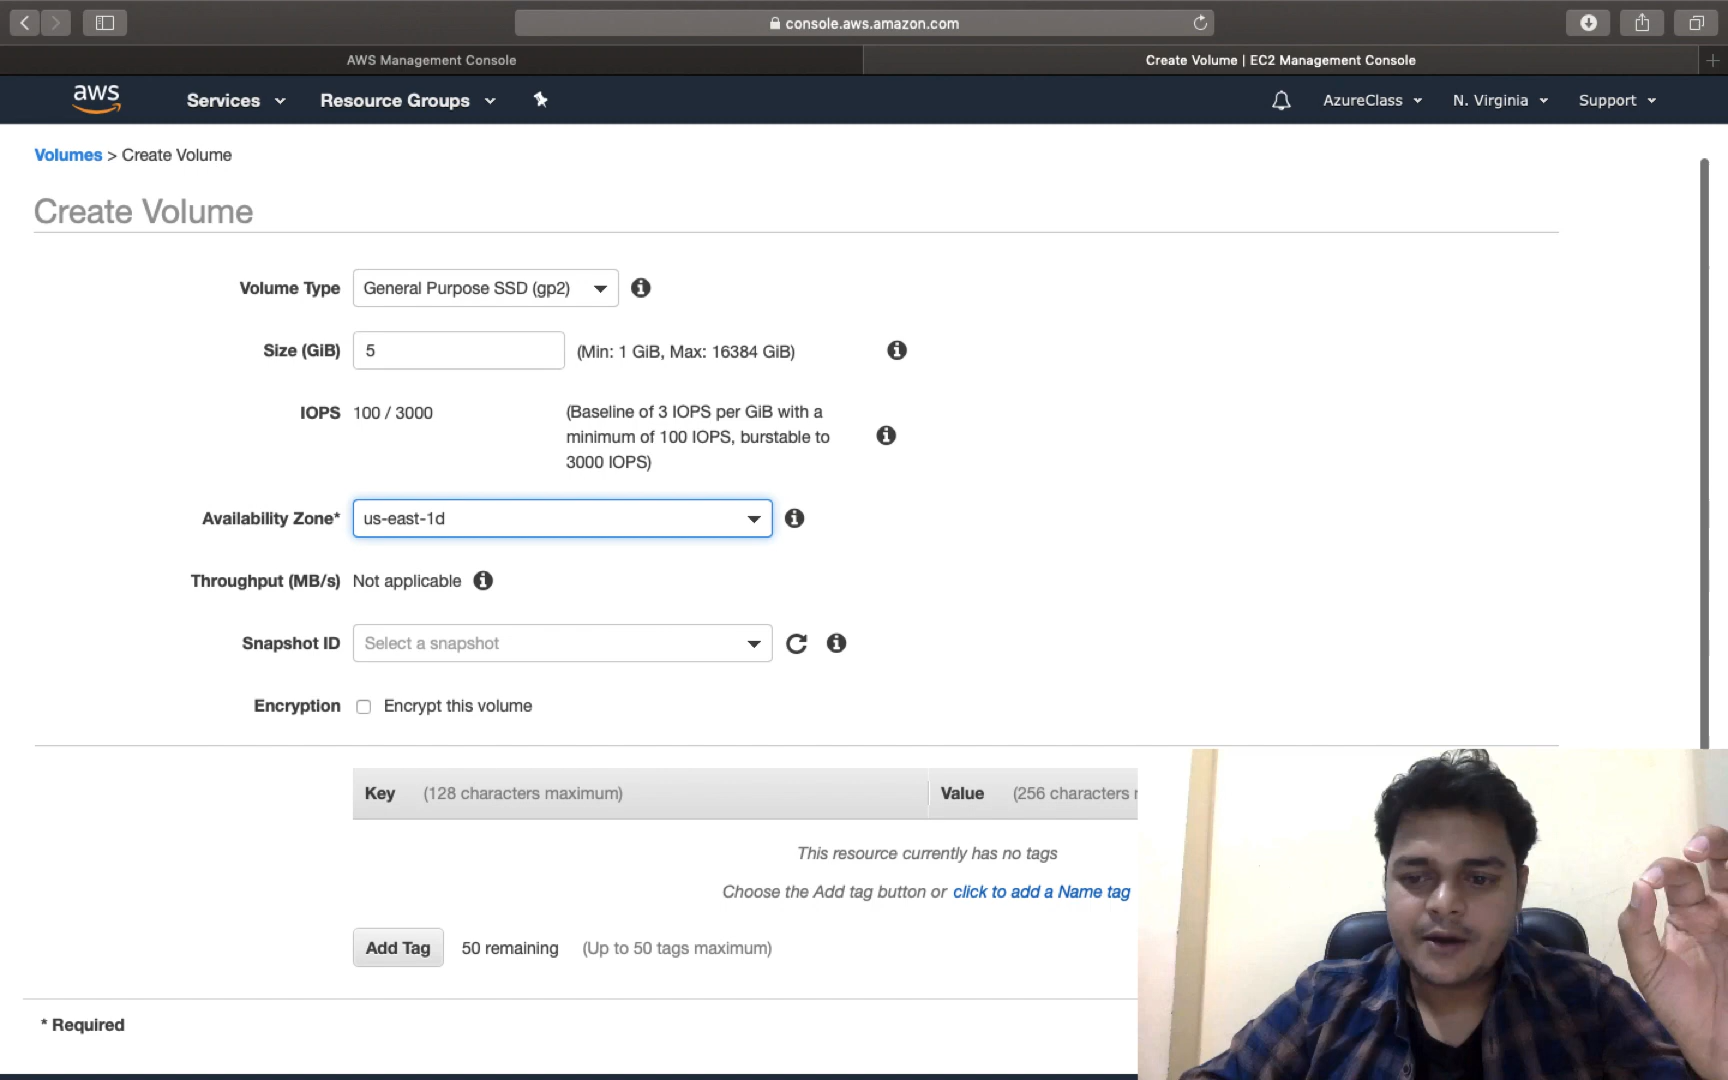 console.aws.amazon.com
AWS Management Console
Create Volume | EC2 Management Console
aws Services Resource Groups AzureClass N. Virginia Support
Volumes > Create Volume
Create Volume
Volume Type General Purpose SSD (gp2)
Size (GiB) 5 (Min: 1 GiB, Max: 16384 GiB)
IOPS 100 / 3000 (Baseline of 3 IOPS per GiB with a
minimum of 100 IOPS, burstable to
3000 IOPS)
Availability Zone* us-east-1d
Throughput (MB/s) Not applicable
Snapshot ID Select a snapshot
Encryption Encrypt this volume
Key (128 characters maximum) Value (256 characters
This resource currently has no tags
Choose the Add tag button or click to add a Name tag
Add Tag 50 remaining (Up to 50 tags maximum)
* Required